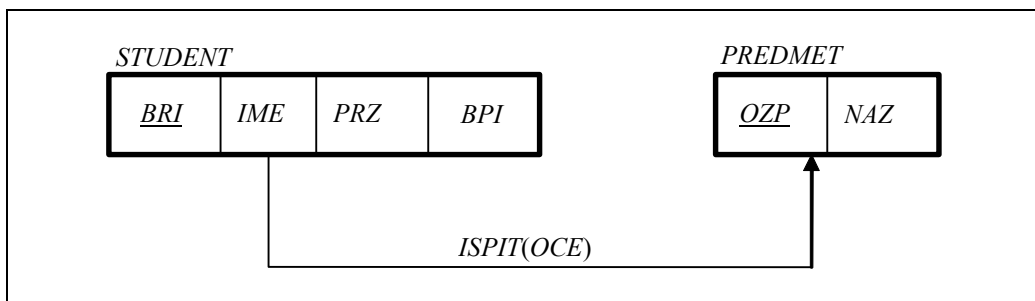 STUDENT PREDMET
BRI IME PRZ BPI OZP NAZ
ISPIT(OCE)